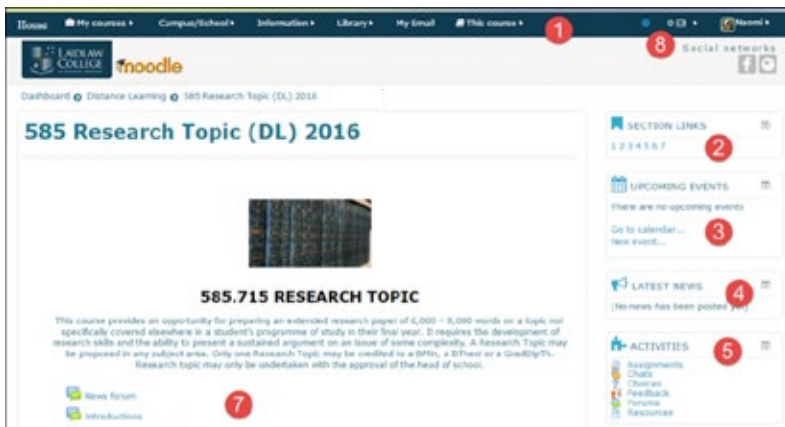 Home My courses Campus/School Information Library My Email This course 1 0 Naomi
8
Social networks
LAIDLAW COLLEGE moodle
Dashboard Distance Learning 585 Research Topic (DL) 2016
585 Research Topic (DL) 2016
585.715 RESEARCH TOPIC
This course provides an opportunity for preparing an extended research paper of 6,000 – 8,000 words on a topic not
specifically covered elsewhere in a student's programme of study in their final year. It requires the development of
research skills and the ability to present a sustained argument on an issue of some complexity. A Research Topic may
be proposed in any subject area. Only one Research Topic may be credited to a BMin, a BTheol or a GradDipTh.
Research topic may only be undertaken with the approval of the head of school.
News forum
Introductions
7
SECTION LINKS
1 2 3 4 5 6 7
2
UPCOMING EVENTS
There are no upcoming events
Go to calendar...
New event...
3
LATEST NEWS
(No news has been posted yet)
4
ACTIVITIES
5
Assignments
Chats
Choices
Feedback
Forums
Resources